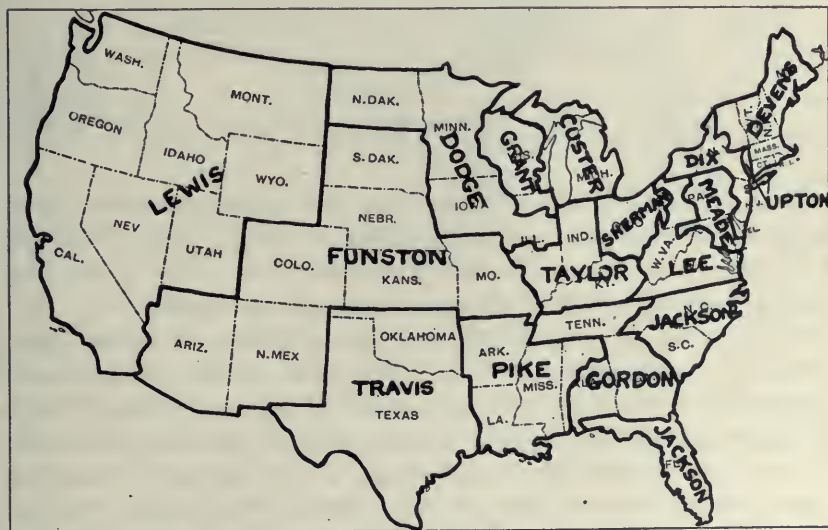 WASH.
MONT.
N.DAK.
MINN.
OREGON
IDAHO
LEWIS
WYO.
S.DAK.
DODGE
GRANT
CUSTER
DEVENS
MASS.
DIX
UPTON
NEBR.
IOWA
NEV
UTAH
CAL.
COLO.
FUNSTON
KANS.
MO.
ILL.
IND.
SHERMAN
PA.
MEADE
W.VA.
LEE
TAYLOR
KY.
ARIZ.
N.MEX
OKLAHOMA
TRAVIS
TEXAS
ARK.
PIKE
MISS.
LA.
TENN.
N.C.
JACKSON
S.C.
GORDON
JACKSON